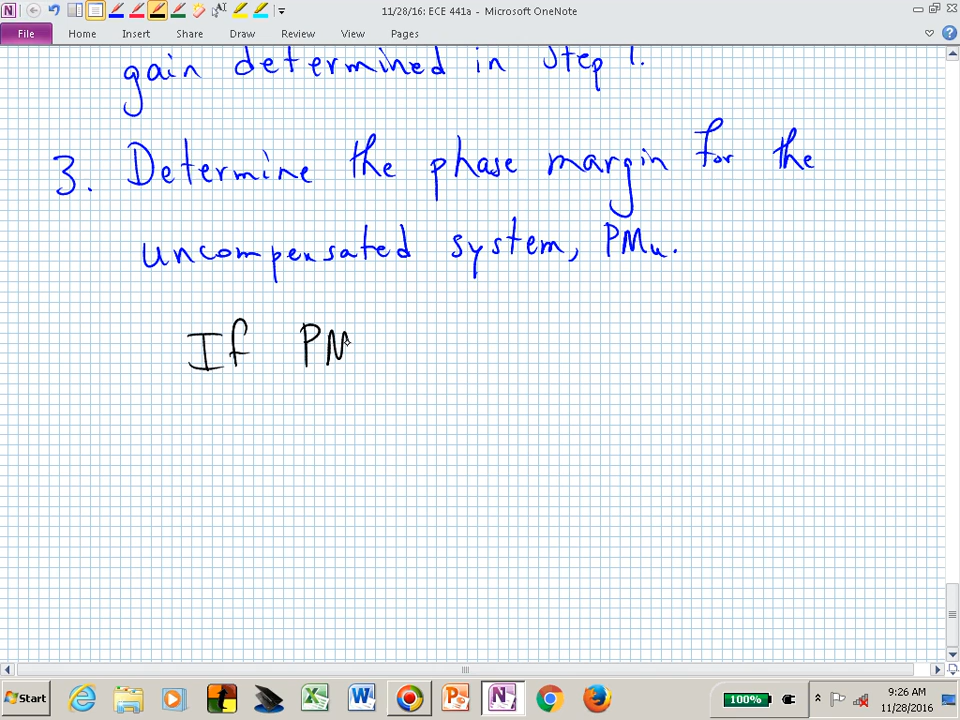 11/28/16: ECE 441a - Microsoft OneNote
File Home Insert Share Draw Review View Pages
gain determined in Step 1.
3. Determine the phase margin for the
uncompensated system, PMu.
If PM
Start
100%
9:26 AM
11/28/2016